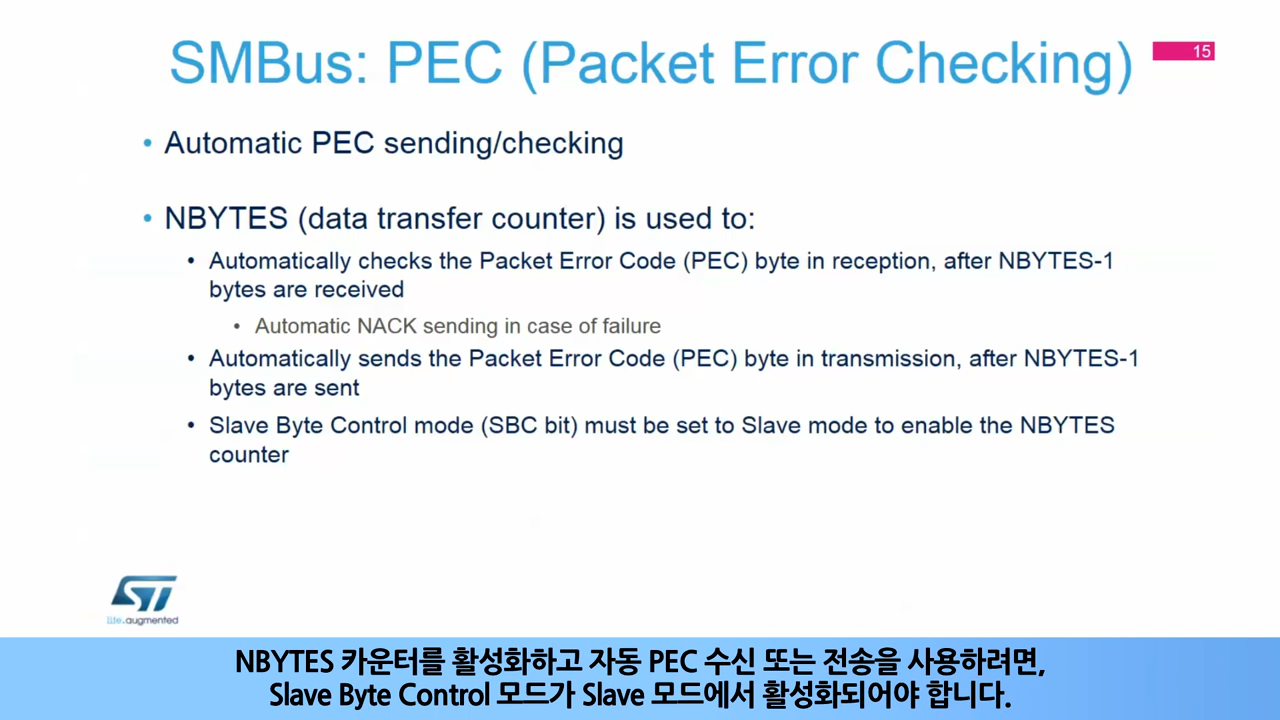 SMBus: PEC (Packet Error Checking)
15
• Automatic PEC sending/checking
• NBYTES (data transfer counter) is used to:
• Automatically checks the Packet Error Code (PEC) byte in reception, after NBYTES-1
bytes are received
• Automatic NACK sending in case of failure
• Automatically sends the Packet Error Code (PEC) byte in transmission, after NBYTES-1
bytes are sent
• Slave Byte Control mode (SBC bit) must be set to Slave mode to enable the NBYTES
counter
ST
life.augmented
NBYTES 카운터를 활성화하고 자동 PEC 수신 또는 전송을 사용하려면,
Slave Byte Control 모드가 Slave 모드에서 활성화되어야 합니다.